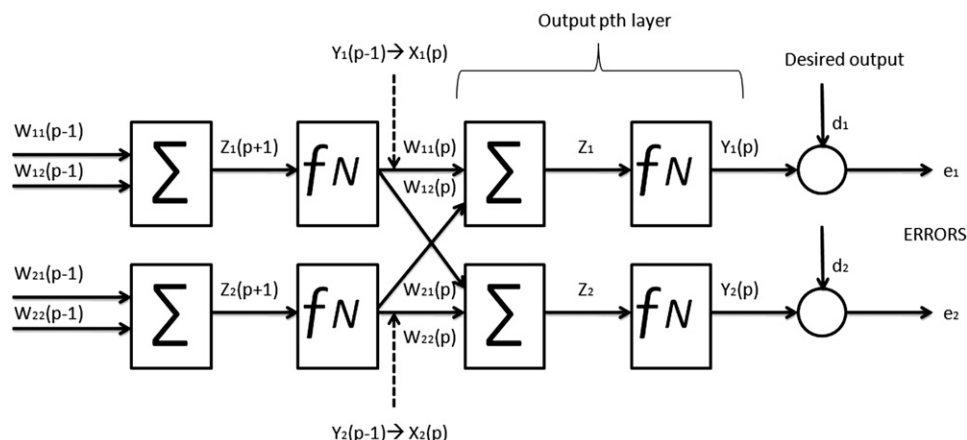 Output pth layer
Y₁(p-1)→ X₁(p)
Desired output
W₁₁(p-1)
W₁₂(p-1)
∑
Z₁(p+1)
fN
W₁₁(p)
W₁₂(p)
∑
Z₁
fN
Y₁(p)
d₁
e₁
ERRORS
W₂₁(p-1)
W₂₂(p-1)
∑
Z₂(p+1)
fN
W₂₁(p)
W₂₂(p)
∑
Z₂
fN
Y₂(p)
d₂
e₂
Y₂(p-1)→ X₂(p)